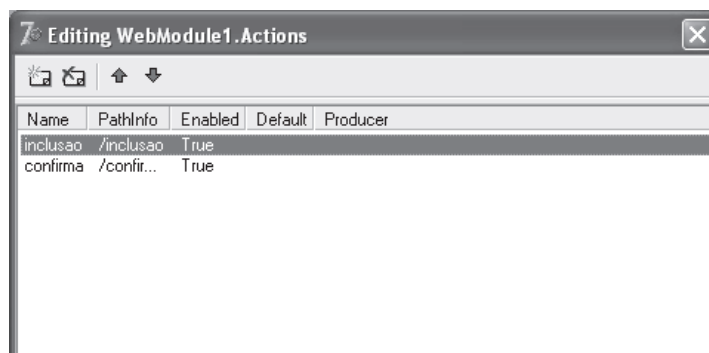 Editing WebModule1.Actions
Name PathInfo Enabled Default Producer
inclusao /inclusao True
confirma /confir... True